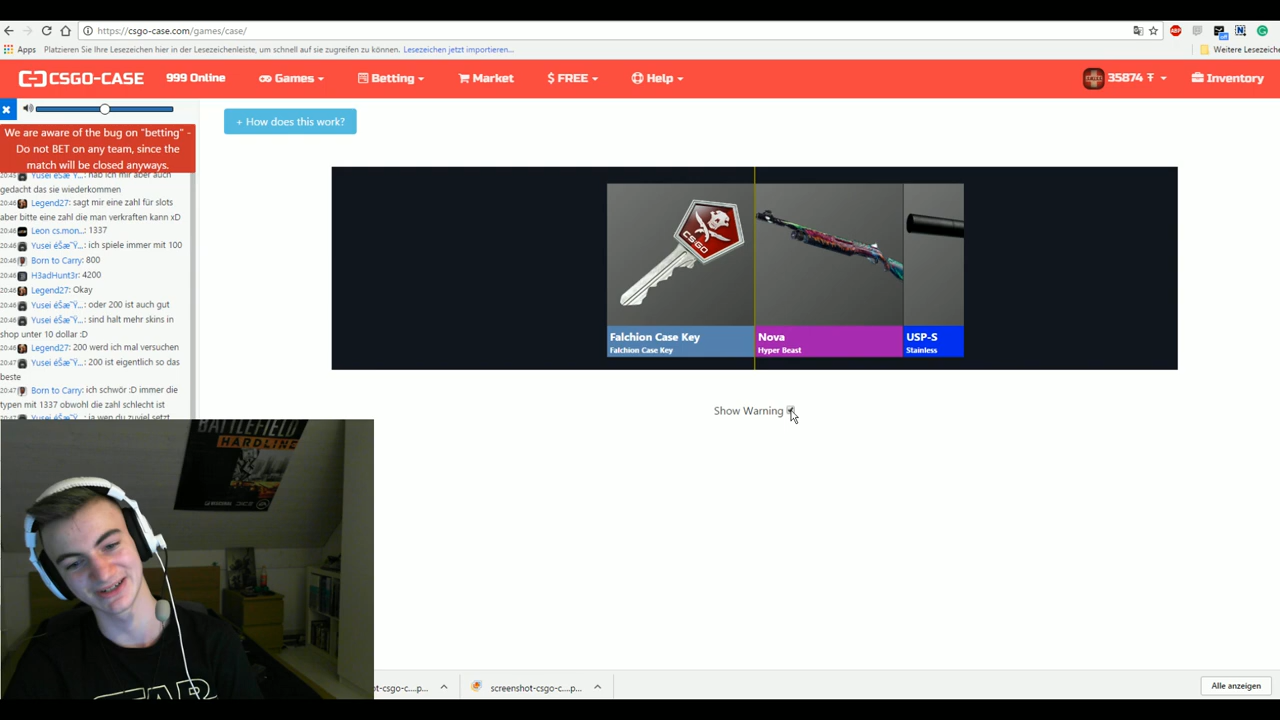 https://csgo-case.com/games/case/
Apps Platzieren Sie Ihre Lesezeichen hier in der Lesezeichenleiste, um schnell auf sie zugreifen zu können. Lesezeichen jetzt importieren...
Weitere Lesezeiche
CSGO-CASE 999 Online Games Betting Market $ FREE Help 35874 Inventory
We are aware of the bug on "betting" -
Do not BET on any team, since the
match will be closed anyways.
+ How does this work?
gedacht das sie wiederkommen
20:46 Legend27: sagt mir eine zahl für slots
aber bitte eine zahl die man verkraften kann xD
20:46 Leon cs.mon...: 1337
20:46 Yusei: ich spiele immer mit 100
20:46 Born to Carry: 800
20:46 H3adHunt3r: 4200
20:46 Legend27: Okay
20:46 Yusei: oder 200 ist auch gut
20:46 Yusei: sind halt mehr skins in
shop unter 10 dollar :D
20:46 Legend27: 200 werd ich mal versuchen
20:47 Yusei: 200 ist eigentlich so das
beste
20:47 Born to Carry: ich schwör :D immer die
typen mit 1337 obwohl die zahl schlecht ist
CSGO
Falchion Case Key
Falchion Case Key
Nova
Hyper Beast
USP-S
Stainless
Show Warning
BATTLEFIELD
HARDLINE
screenshot-csgo-c....p...
Alle anzeigen